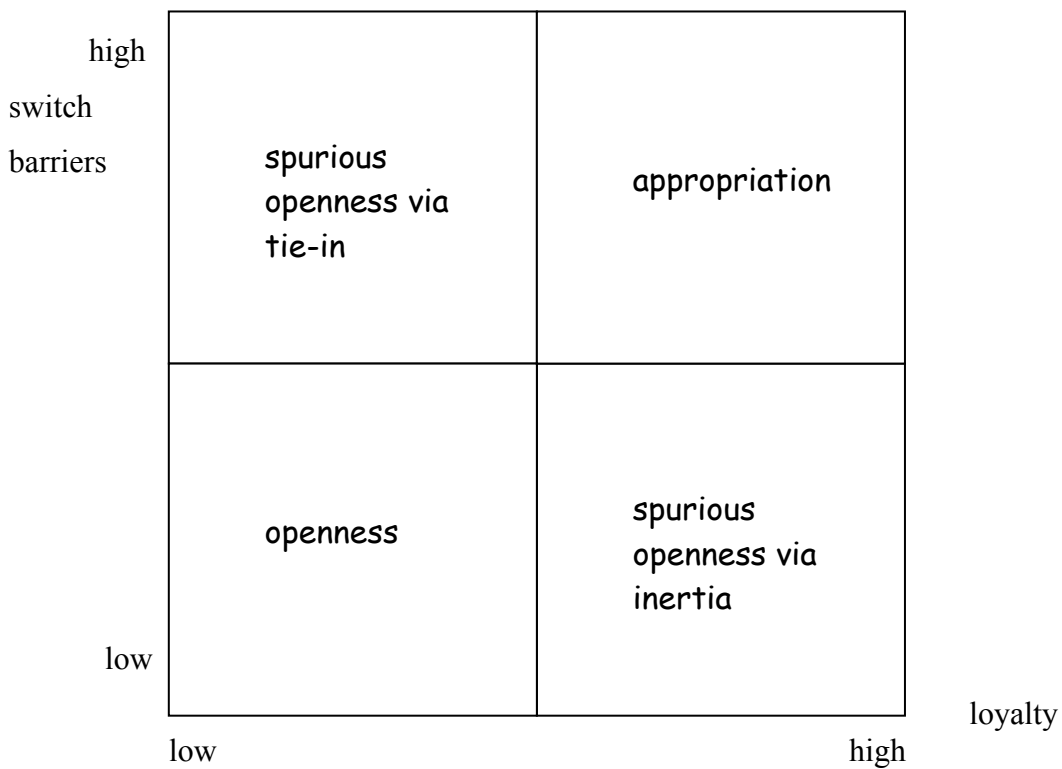 high
switch
barriers
spurious
openness via
tie-in
appropriation
openness
spurious
openness via
inertia
low
loyalty
low
high